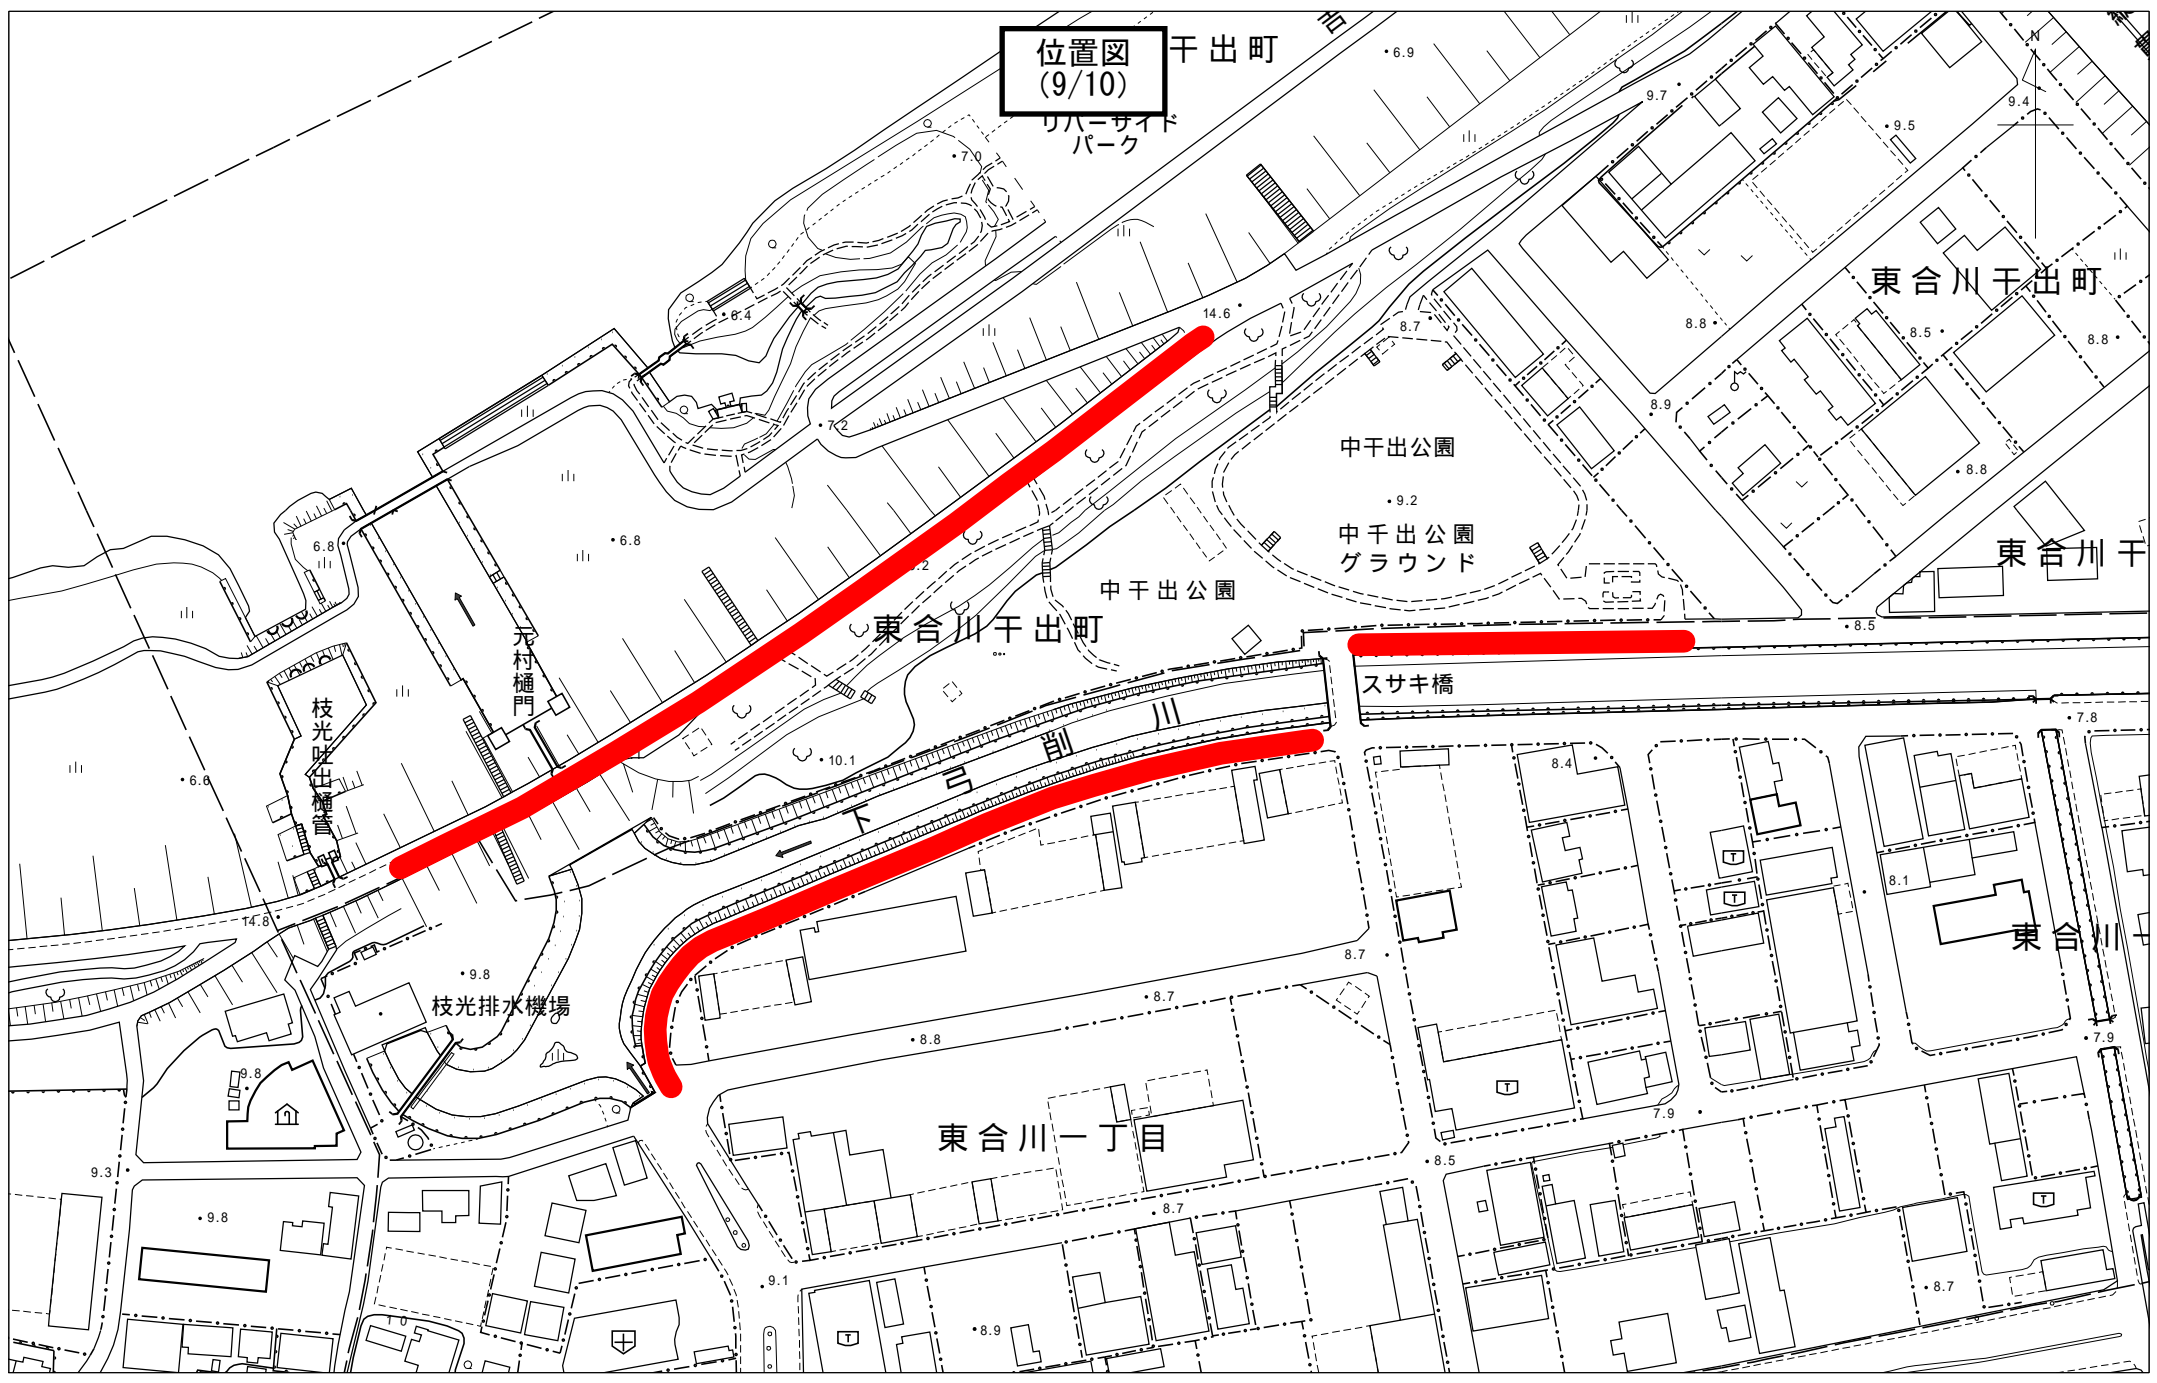 位置図
(9/10)
干出町
吉
N
6.9
9.7
9.4
9.5
リバーサイド
パーク
7.0
6.4
14.6
8.7
8.8
東合川干出町
8.5
8.8
7.2
8.9
中干出公園
9.2
中千出公園
グラウンド
8.8
6.8
6.8
中干出公園
東合川干
元村樋門
東合川干出町
8.5
スサキ橋
枝光吐出樋管
6.6
10.1
下弓削川
7.8
8.4
8.1
14.8
9.8
枝光排水機場
8.7
8.7
8.8
東合川一
7.9
9.8
7.9
東合川一丁目
9.3
8.5
9.8
8.7
9.1
8.7
8.9
10